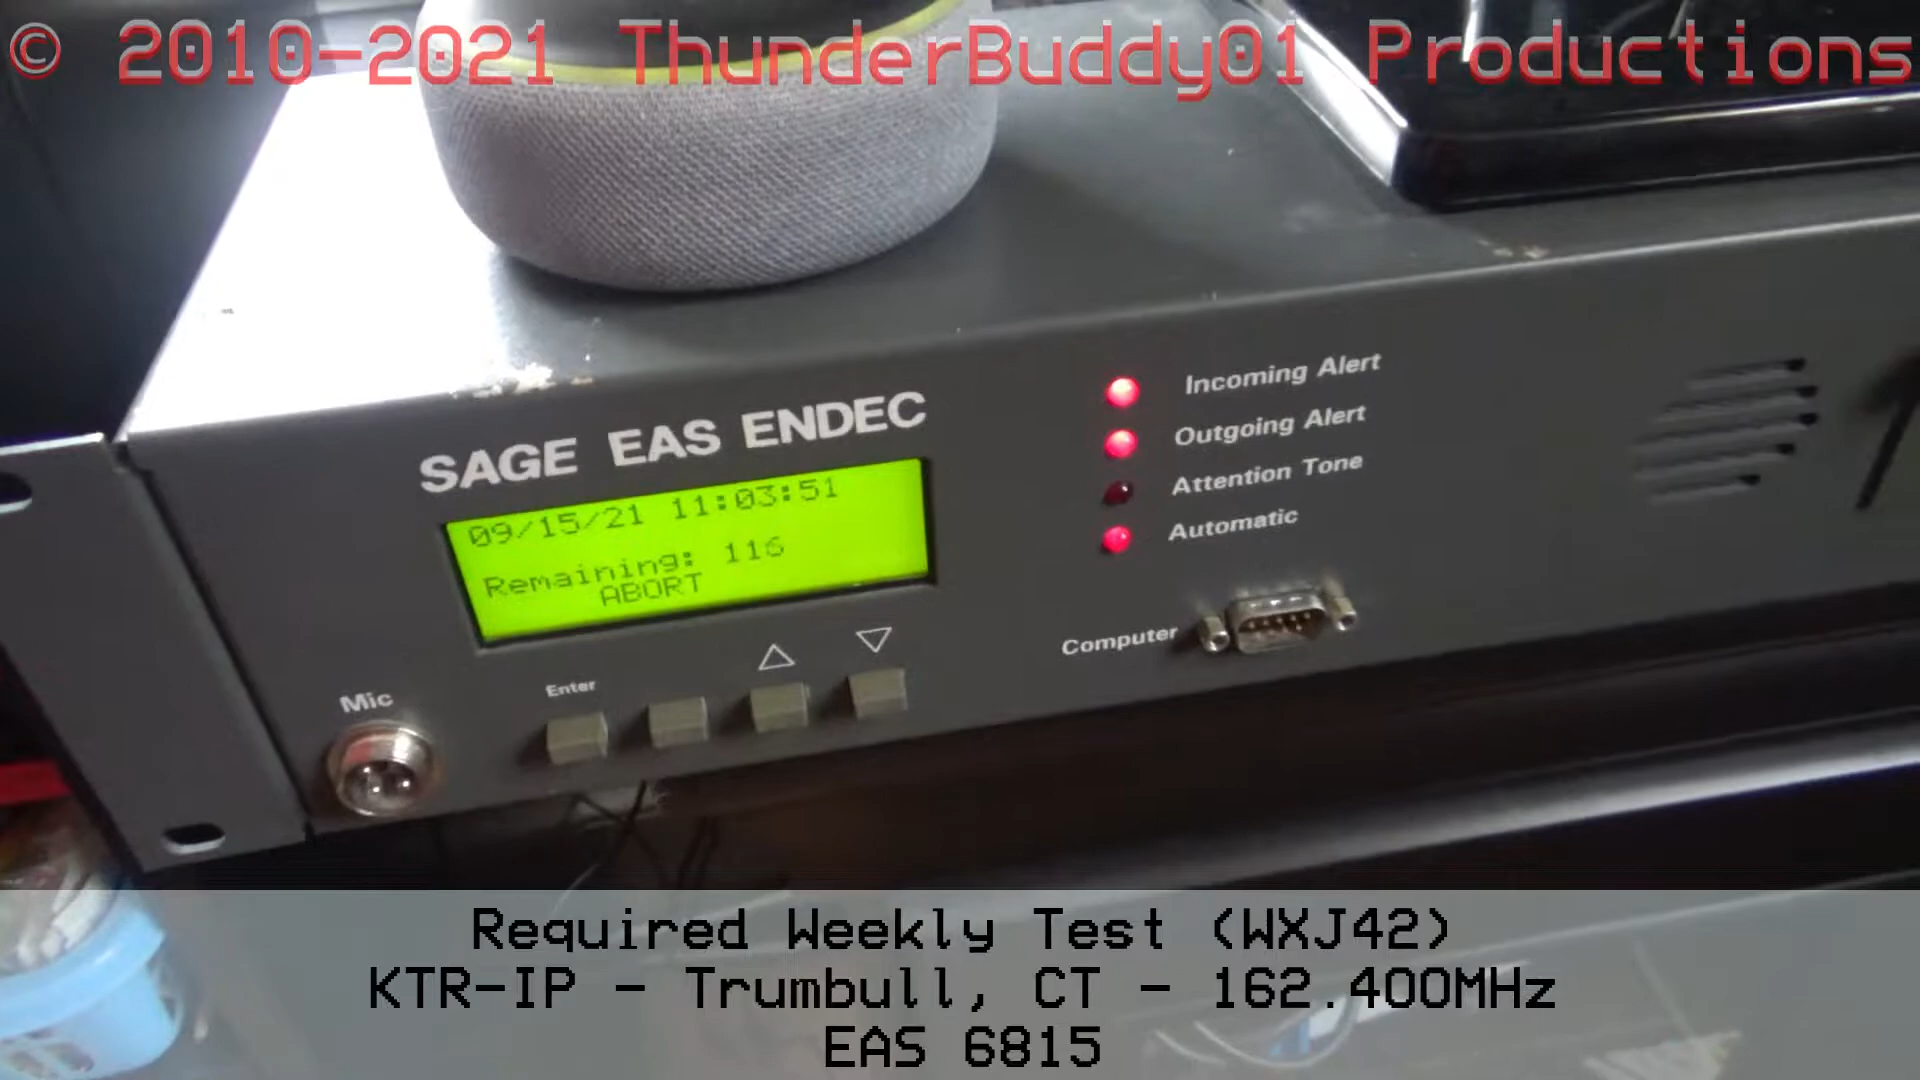 © 2010-2021 ThunderBuddy01 Productions
SAGE EAS ENDEC
09/15/21 11:03:51
Remaining: 116
ABORT
Incoming Alert
Outgoing Alert
Attention Tone
Automatic
Computer
Enter
Mic
Required Weekly Test (WXJ42)
KTR-IP - Trumbull, CT - 162.400MHz
EAS 6815